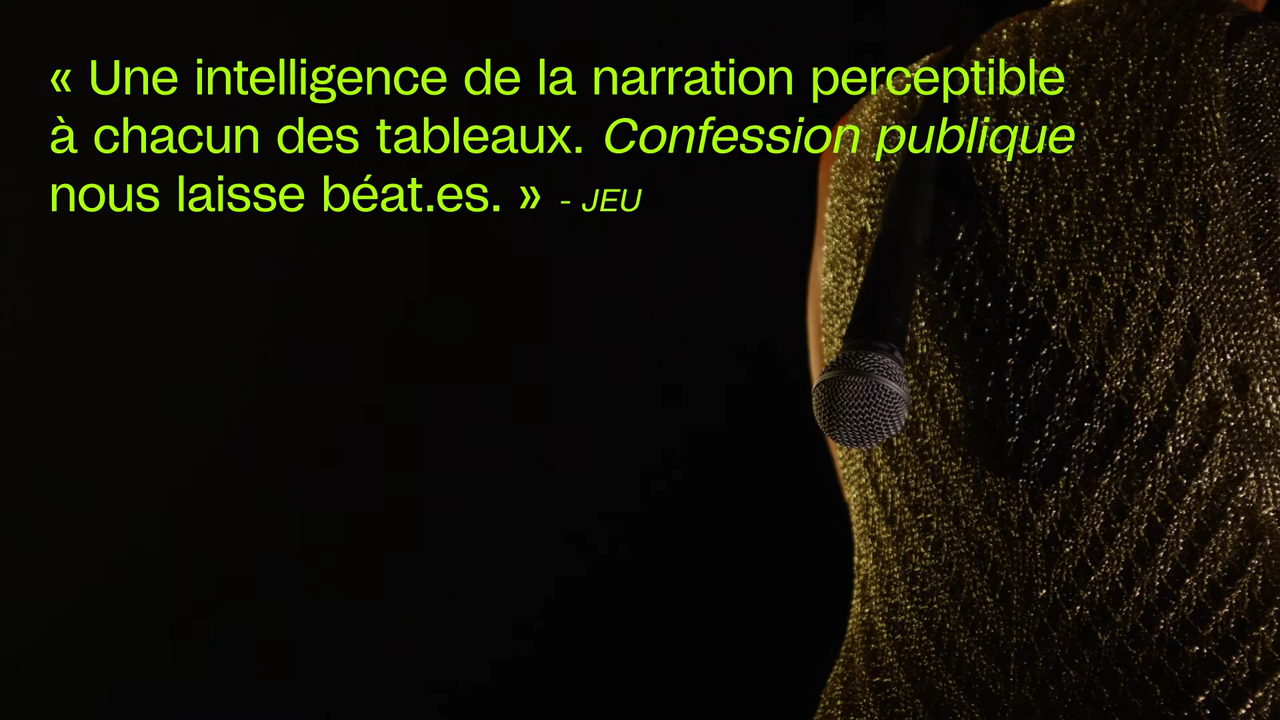 « Une intelligence de la narration perceptible
à chacun des tableaux. Confession publique
nous laisse béat.es. » - JEU